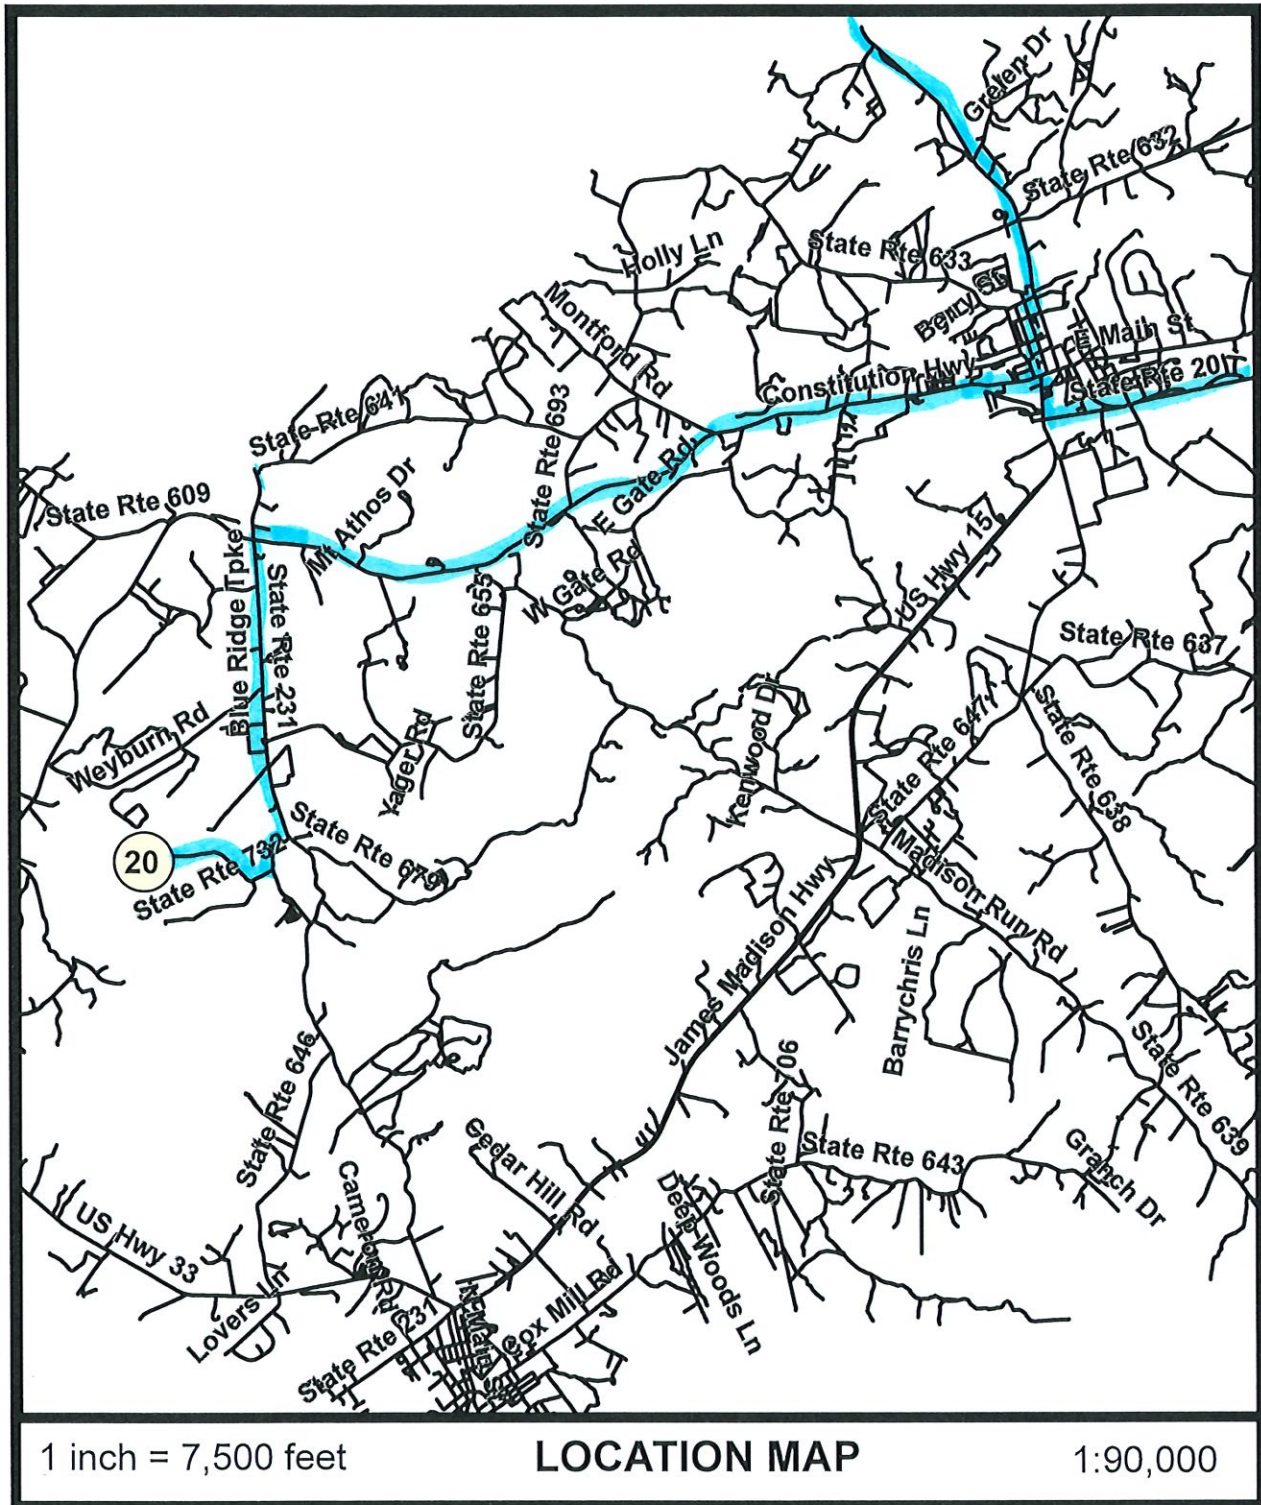 Grelen Dr
State Rte 632
Holly Ln
State Rte 633
Montford Rd
Berry St
E Main St
Constitution Hwy
State Rte 20
State Rte 641
State Rte 693
State Rte 609
Mt Athos Dr
E Gate Rd
US Hwy 15
W Gate Rd
Blue Ridge Tpke
State Rte 231
State Rte 655
State Rte 637
Weyburn Rd
Yager Rd
Kenwood Dr
State Rte 647
State Rte 638
State Rte 679
20
State Rte 732
Madison Run Rd
James Madison Hwy
Barrychris Ln
State Rte 646
State Rte 706
State Rte 639
Cedar Hill Rd
State Rte 643
Deep Woods Ln
US Hwy 33
Cameron Rd
Lovers Ln
State Rte 231
N Main St
Cox Mill Rd
1 inch = 7,500 feet
LOCATION MAP
1:90,000